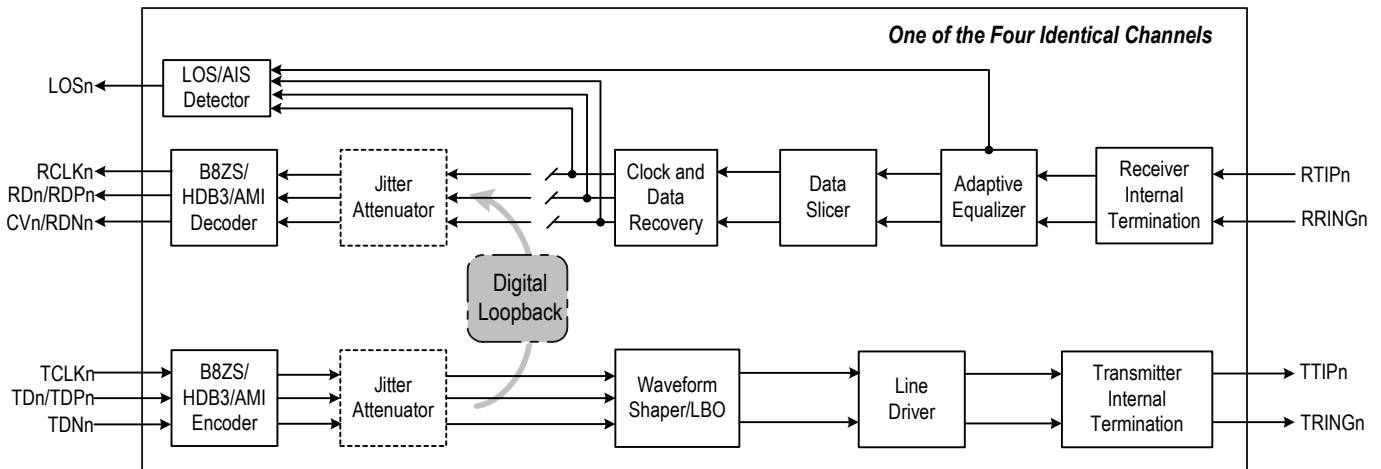 One of the Four Identical Channels
LOSn
LOS/AIS
Detector
RCLKn
RDn/RDPn
CVn/RDNn
B8ZS/
HDB3/AMI
Decoder
Jitter
Attenuator
Clock and
Data
Recovery
Data
Slicer
Adaptive
Equalizer
Receiver
Internal
Termination
RTIPn
RRINGn
Digital
Loopback
TCLKn
TDn/TDPn
TDNn
B8ZS/
HDB3/AMI
Encoder
Jitter
Attenuator
Waveform
Shaper/LBO
Line
Driver
Transmitter
Internal
Termination
TTIPn
TRINGn